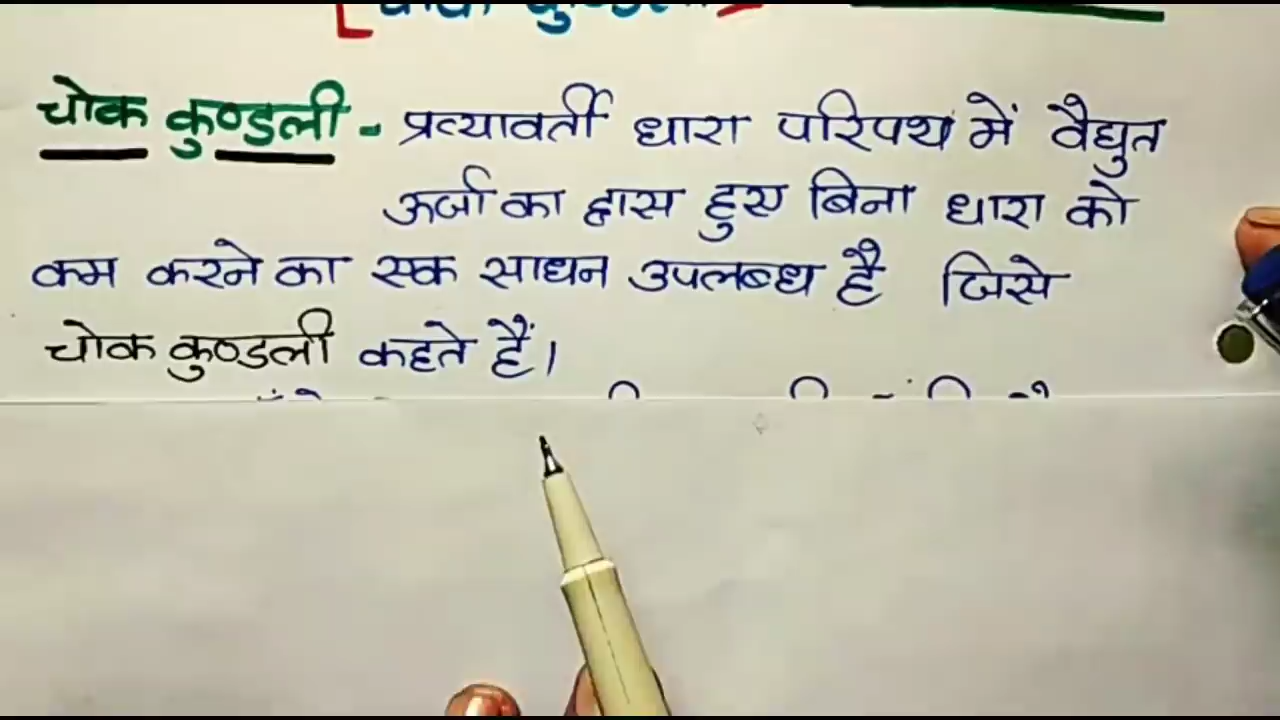 चोक कुण्डली - प्रत्यावर्ती धारा परिपथ में वैद्युत
ऊर्जा का ह्रास हुए बिना धारा को
कम करने का एक साधन उपलब्ध है जिसे
चोक कुण्डली कहते हैं।